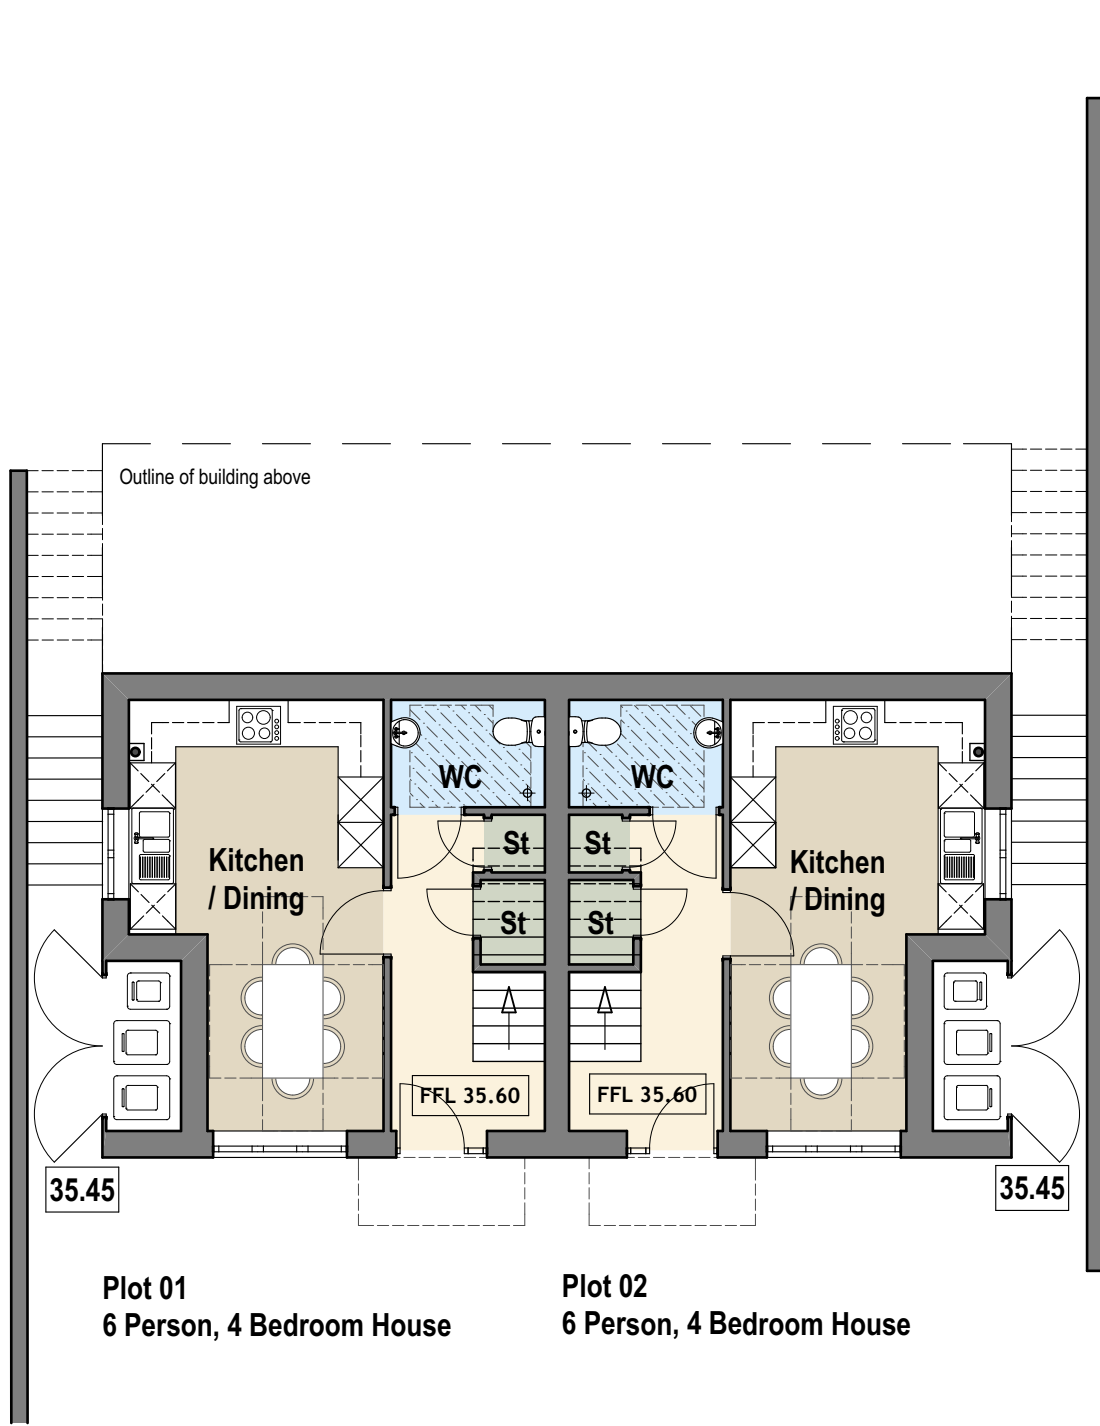 Outline of building above
WC
WC
St
St
Kitchen
/ Dining
Kitchen
/ Dining
St
St
FFL 35.60
FFL 35.60
35.45
35.45
Plot 01
6 Person, 4 Bedroom House
Plot 02
6 Person, 4 Bedroom House